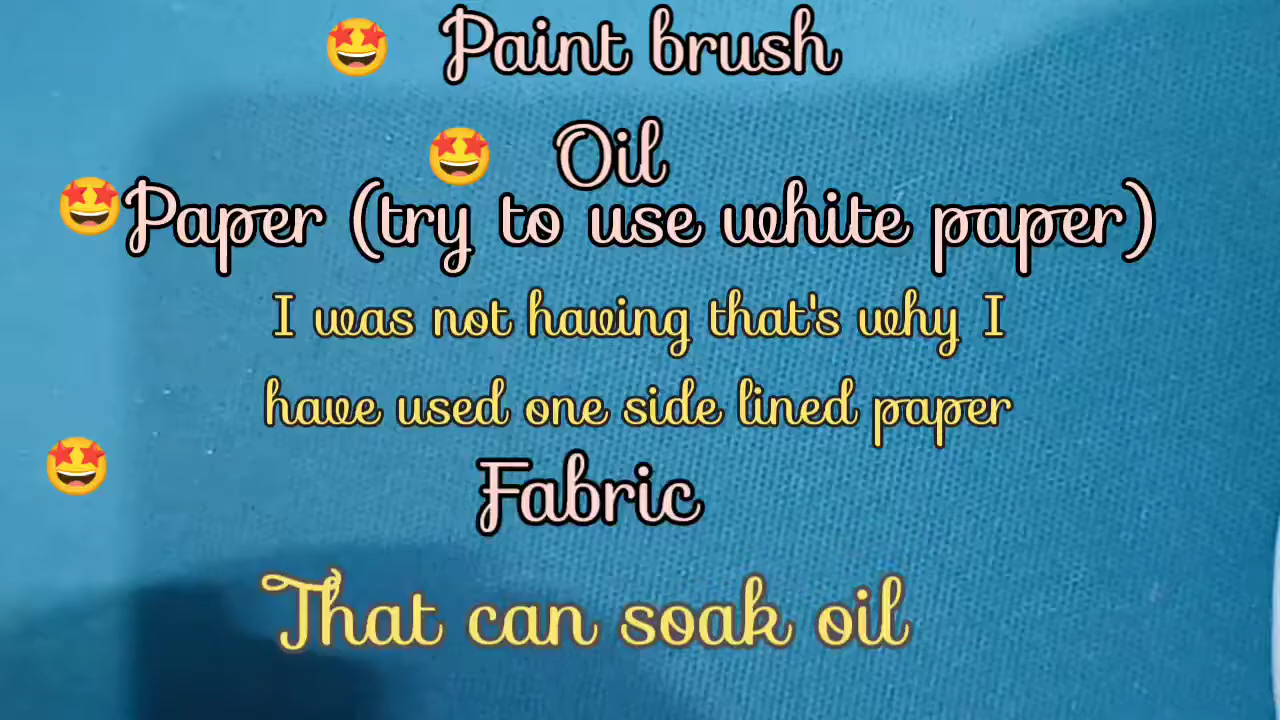 🤩 Paint brush
🤩 Oil
🤩Paper (try to use white paper)
I was not having that's why I
have used one side lined paper
🤩 Fabric
That can soak oil